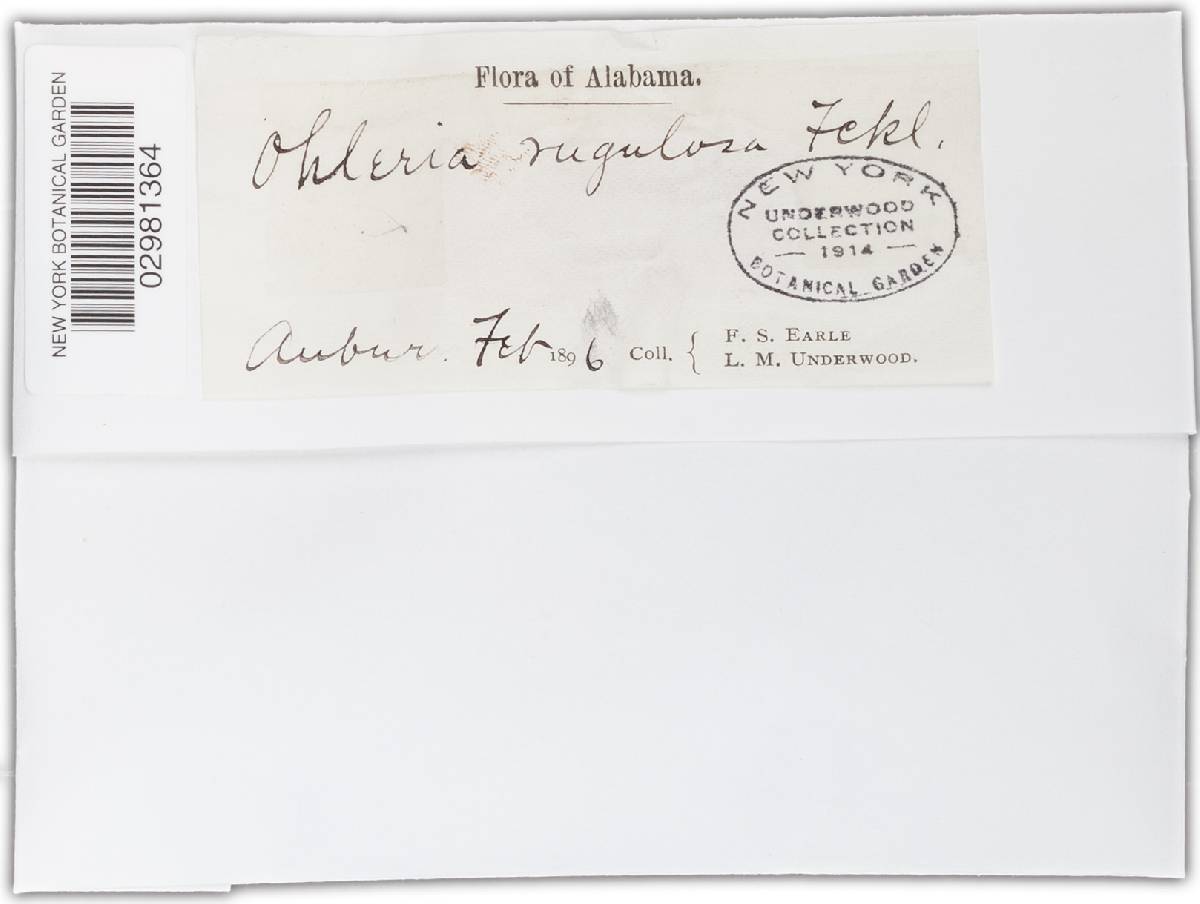 NEW YORK BOTANICAL GARDEN
02981364
Flora of Alabama.
Ohleria rugulosa Fckl.
NEW YORK
UNDERWOOD
COLLECTION
— 1914 —
BOTANICAL GARDEN
Aubur. Feb 1896 Coll. { F. S. EARLE
L. M. UNDERWOOD.